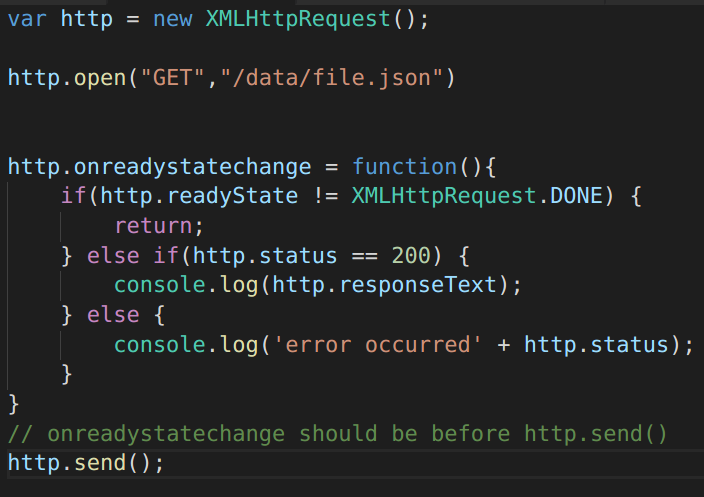 var http = new XMLHttpRequest();
http.open("GET","/data/file.json")
http.onreadystatechange = function(){
    if(http.readyState != XMLHttpRequest.DONE) {
        return;
    } else if(http.status == 200) {
        console.log(http.responseText);
    } else {
        console.log('error occurred' + http.status);
    }
}
// onreadystatechange should be before http.send()
http.send();